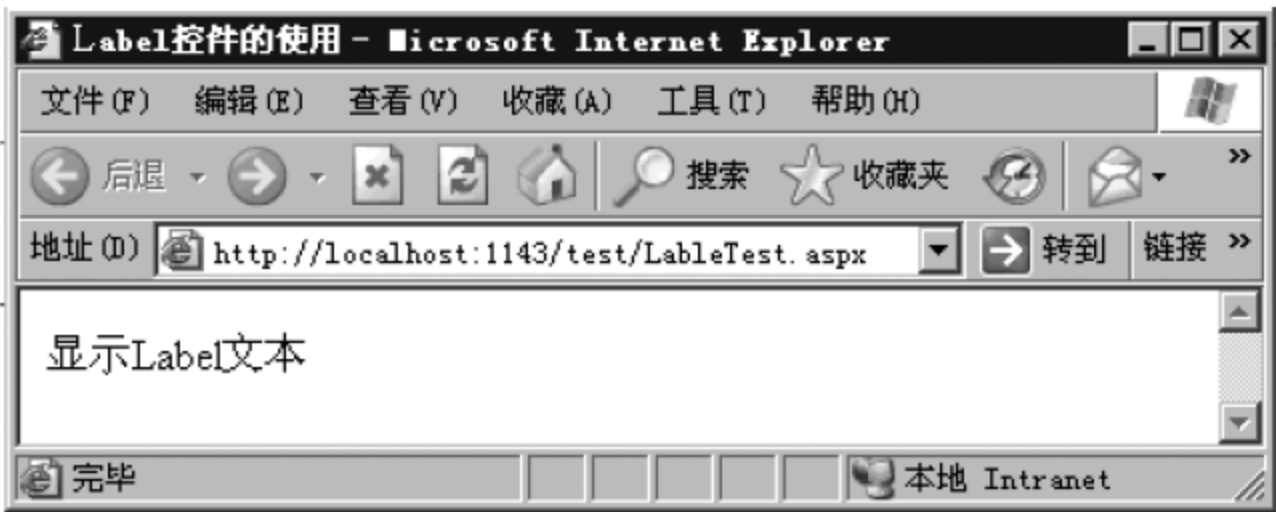 Label控件的使用 - Microsoft Internet Explorer
文件(F) 编辑(E) 查看(V) 收藏(A) 工具(T) 帮助(H)
后退 搜索 收藏夹 »
地址(D) http://localhost:1143/test/LableTest.aspx 转到 链接 »
显示Label文本
完毕 本地 Intranet